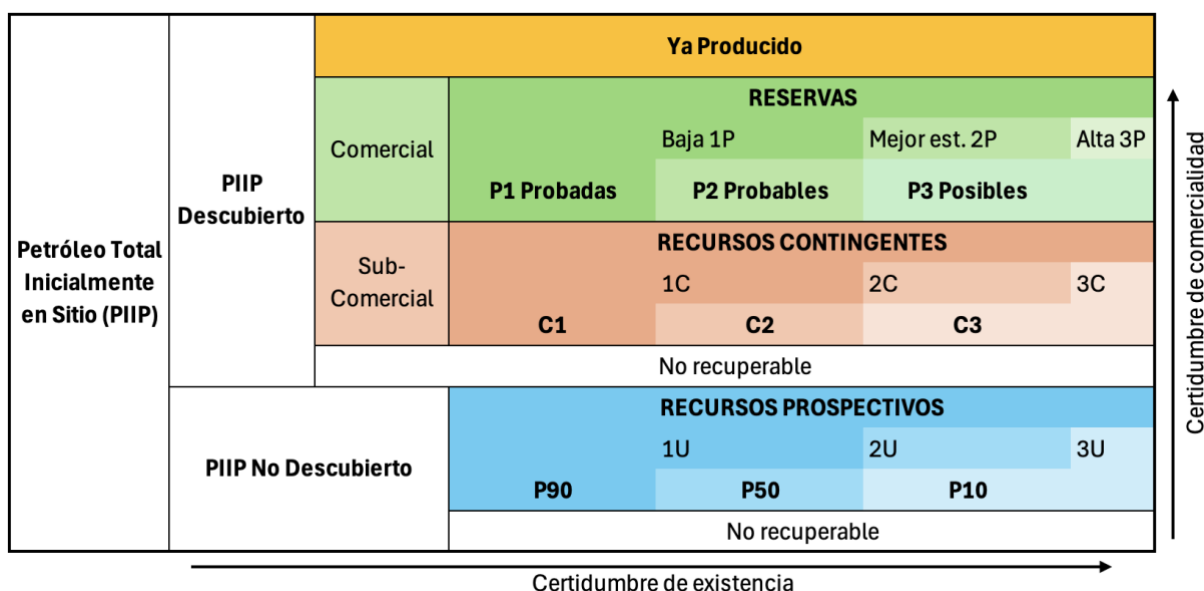 Ya Producido
RESERVAS
Comercial
Baja 1P
Mejor est. 2P
Alta 3P
PIIP
Descubierto
P1 Probadas
P2 Probables
P3 Posibles
Petróleo Total
Inicialmente
en Sitio (PIIP)
Sub-
Comercial
RECURSOS CONTINGENTES
1C
2C
3C
C1
C2
C3
No recuperable
PIIP No Descubierto
RECURSOS PROSPECTIVOS
1U
2U
3U
P90
P50
P10
No recuperable
Certidumbre de existencia
Certidumbre de comercialidad